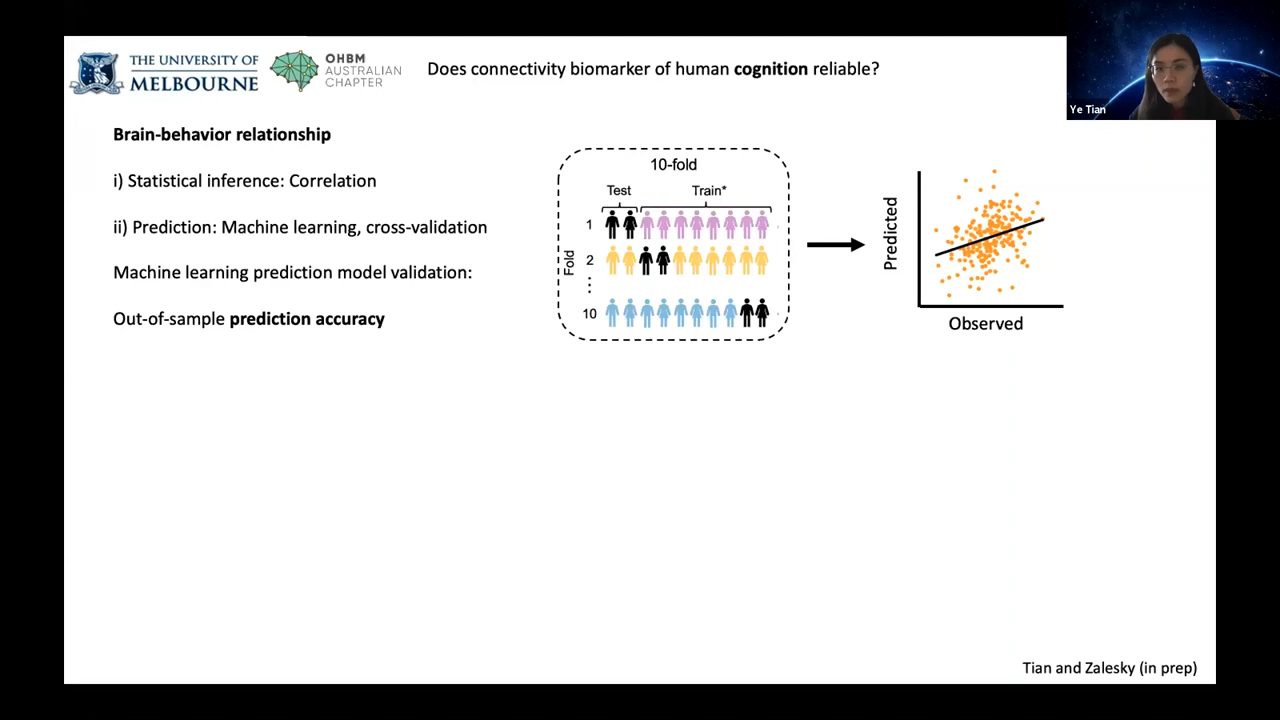 THE UNIVERSITY OF
MELBOURNE
OHBM
AUSTRALIAN
CHAPTER
Does connectivity biomarker of human cognition reliable?
Ye Tian
Brain-behavior relationship
i) Statistical inference: Correlation
ii) Prediction: Machine learning, cross-validation
Machine learning prediction model validation:
Out-of-sample prediction accuracy
10-fold
Test
Train*
Fold
1
2
10
Predicted
Observed
Tian and Zalesky (in prep)